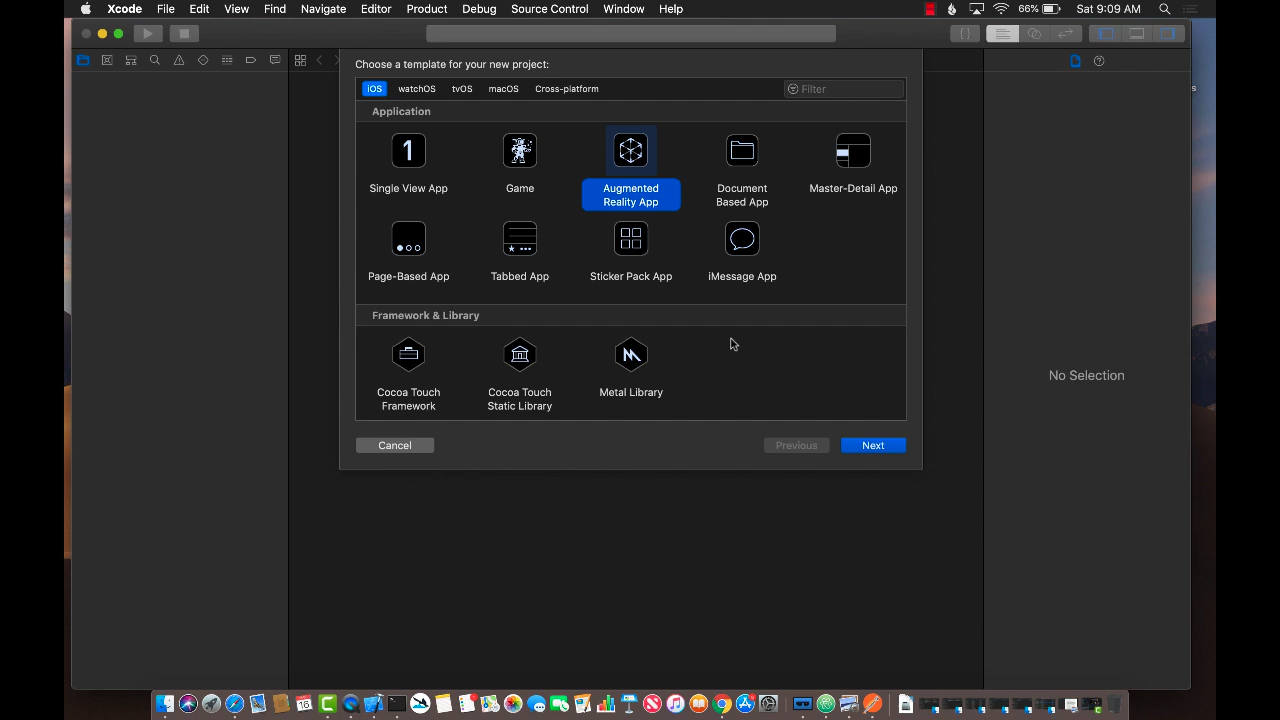 Xcode File Edit View Find Navigate Editor Product Debug Source Control Window Help 66% Sat 9:09 AM
Choose a template for your new project:
iOS watchOS tvOS macOS Cross-platform Filter
Application
1
Single View App Game Augmented Reality App Document Based App Master-Detail App
Page-Based App Tabbed App Sticker Pack App iMessage App
Framework & Library
Cocoa Touch Framework Cocoa Touch Static Library Metal Library
No Selection
Cancel Previous Next